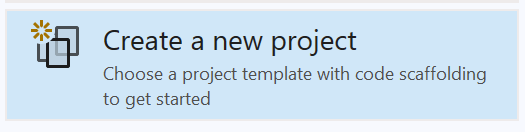 Create a new project
Choose a project template with code scaffolding
to get started